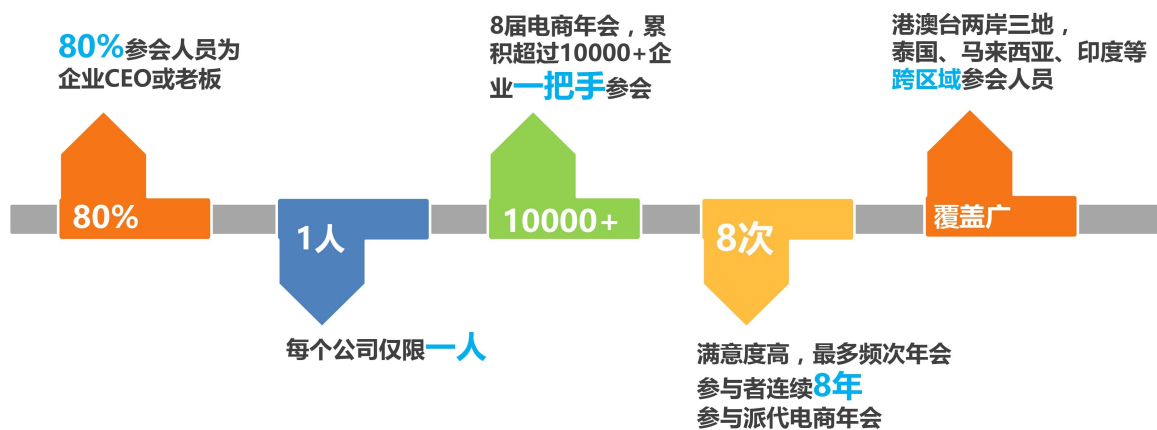 80%参会人员为
企业CEO或老板
8届电商年会，累
积超过10000+企
业一把手参会
港澳台两岸三地，
泰国、马来西亚、印度等
跨区域参会人员
80%
1人
10000+
8次
覆盖广
每个公司仅限一人
满意度高，最多频次年会
参与者连续8年
参与派代电商年会